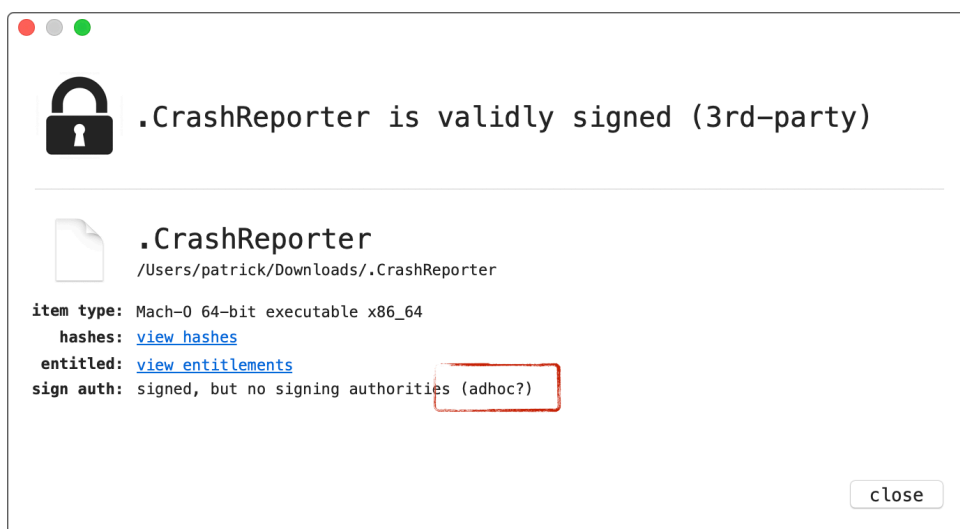 .CrashReporter is validly signed (3rd-party)
.CrashReporter
/Users/patrick/Downloads/.CrashReporter
item type: Mach-O 64-bit executable x86_64
hashes: view hashes
entitled: view entitlements
sign auth: signed, but no signing authorities (adhoc?)
close